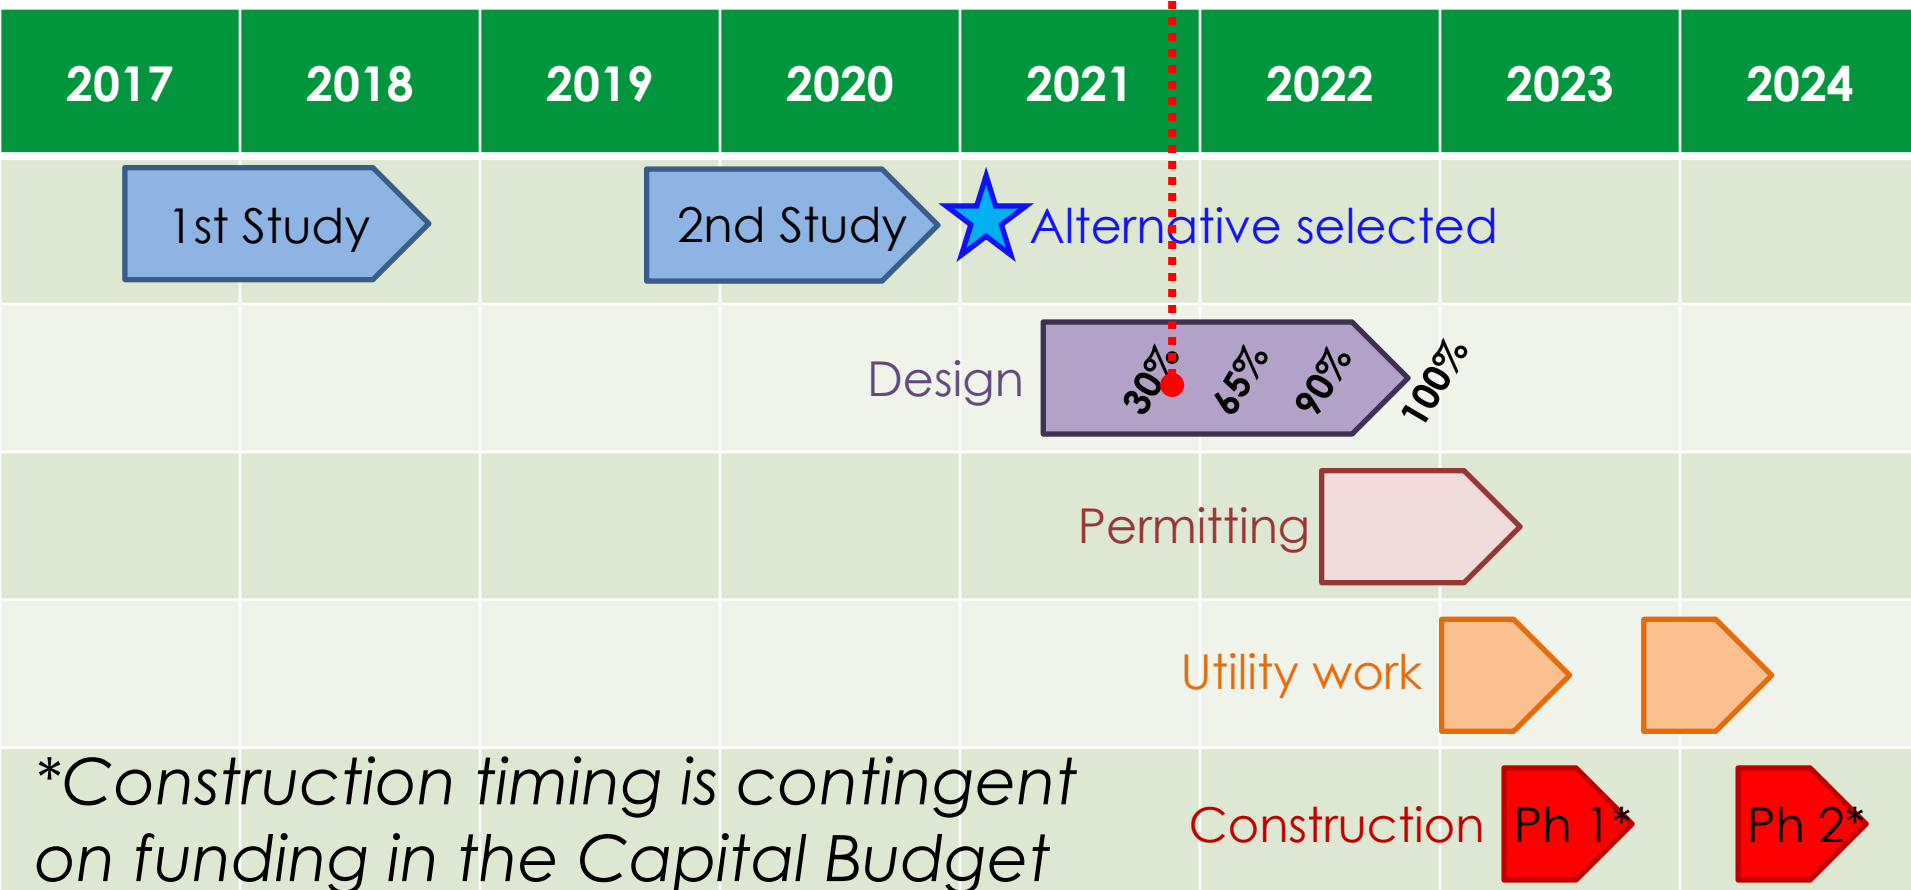 2017 2018 2019 2020 2021 2022 2023 2024
1st Study 2nd Study Alternative selected
Design 30% 65% 90% 100%
Permitting
Utility work
*Construction timing is contingent
on funding in the Capital Budget
Construction Ph 1* Ph 2*